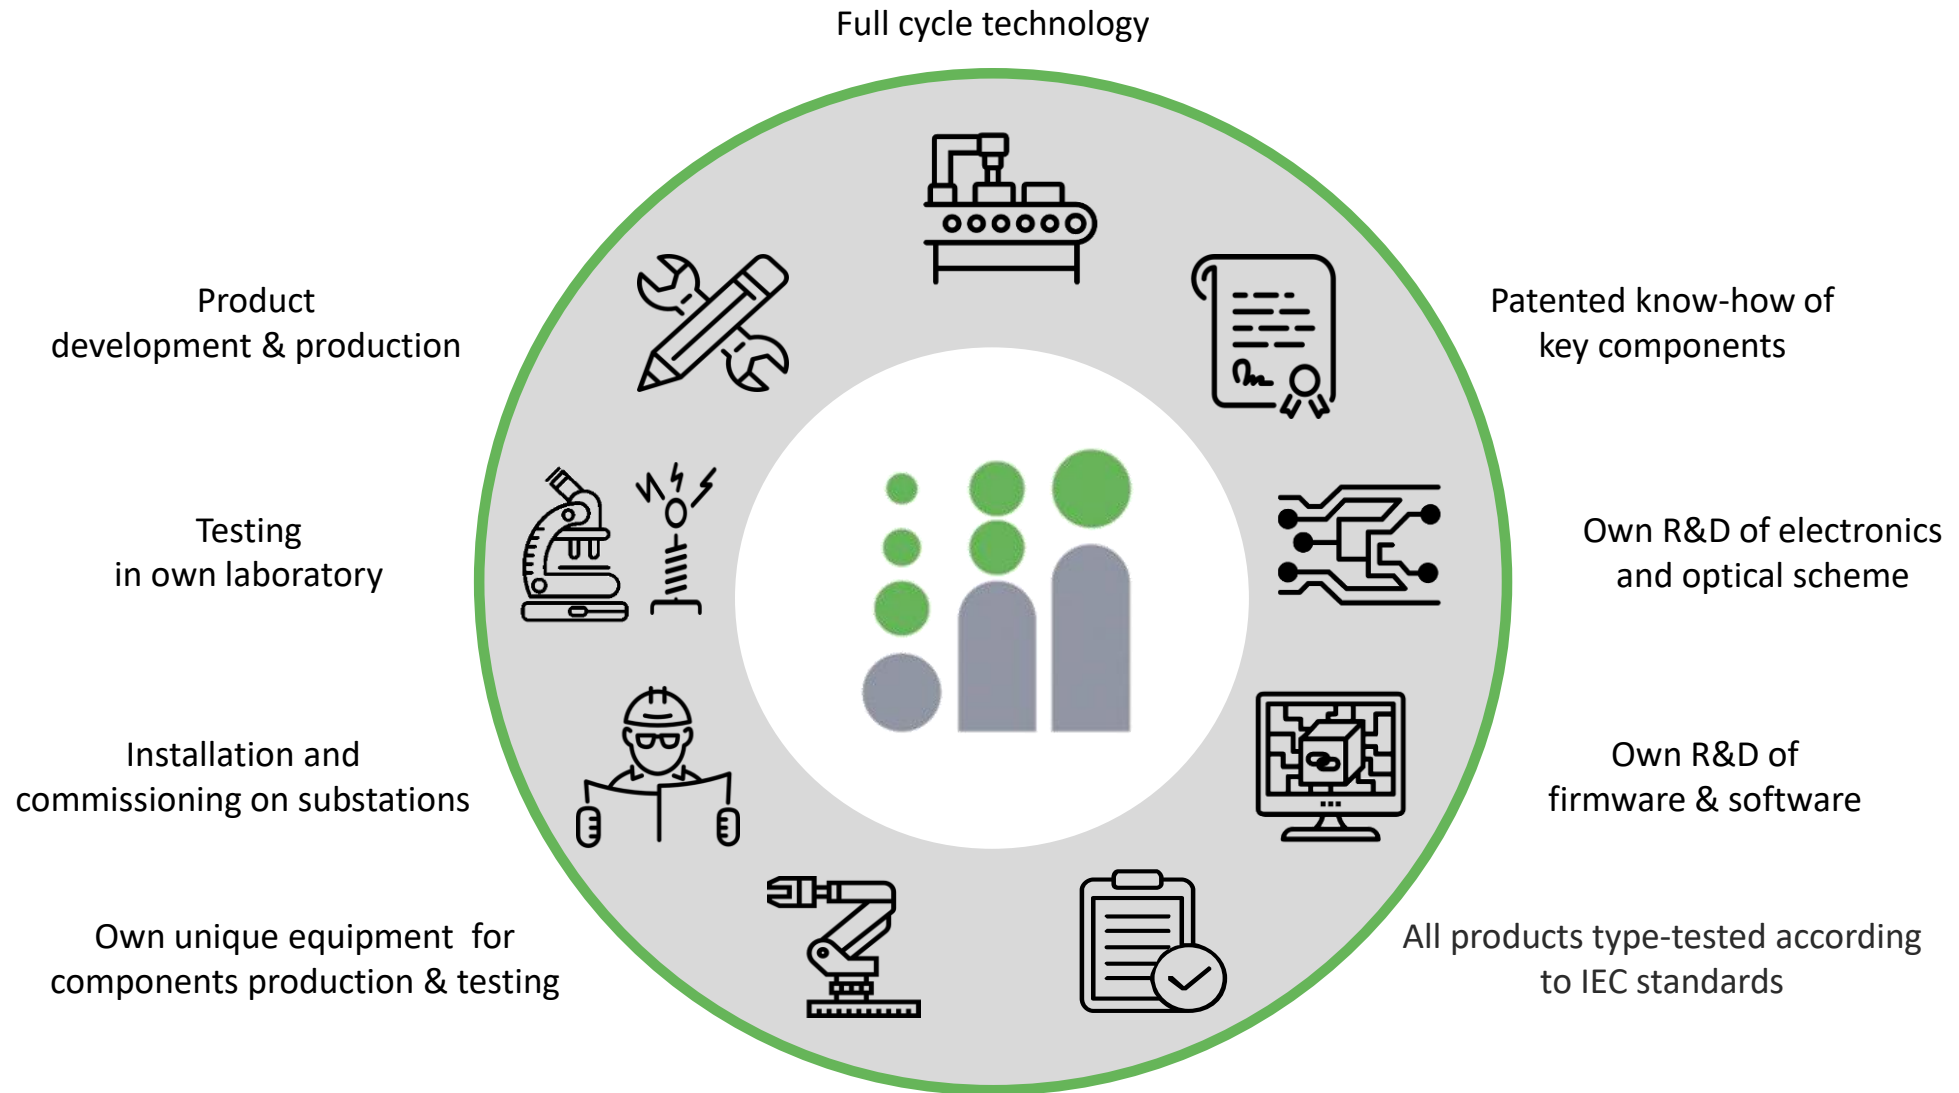 Full cycle technology
Product
development & production
Patented know-how of
key components
Testing
in own laboratory
Own R&D of electronics
and optical scheme
Installation and
commissioning on substations
Own R&D of
firmware & software
Own unique equipment  for
components production & testing
All products type-tested according
to IEC standards